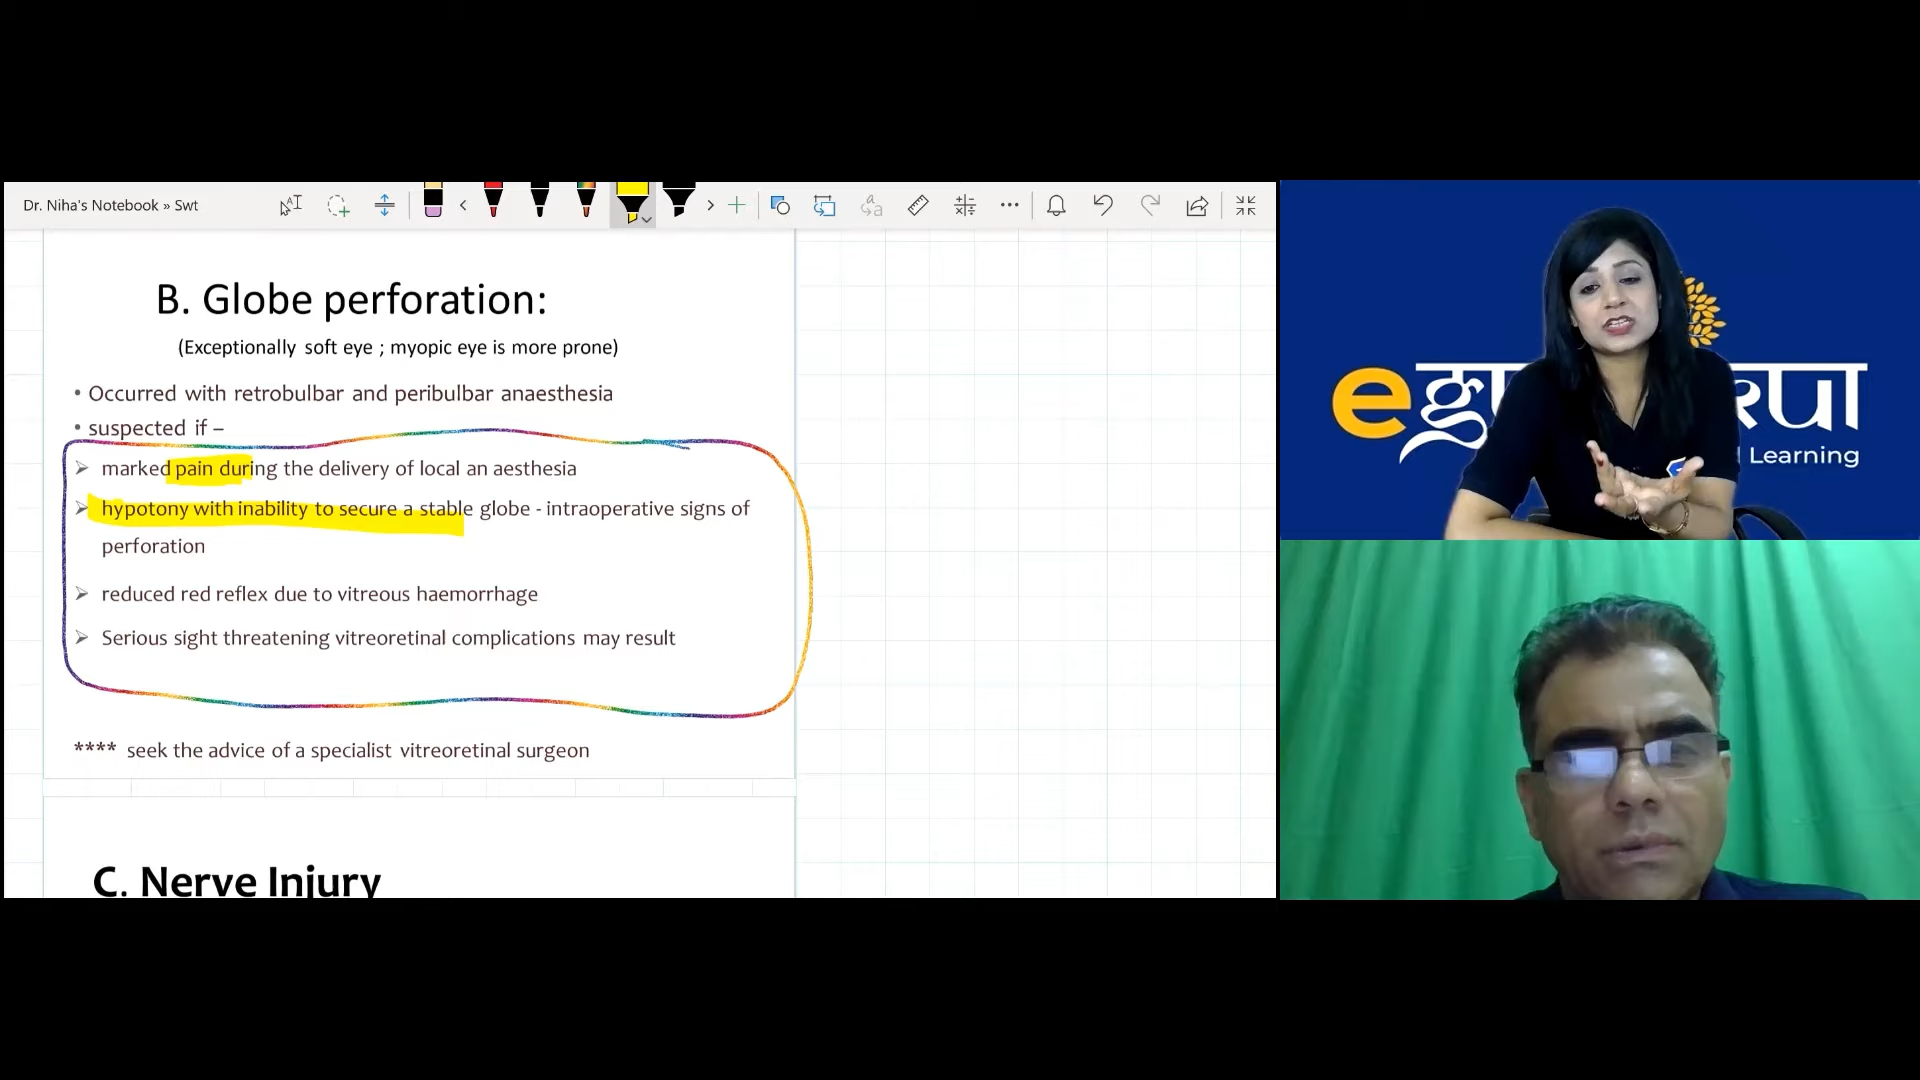 Dr. Niha's Notebook » Swt
B. Globe perforation:
(Exceptionally soft eye ; myopic eye is more prone)
• Occurred with retrobulbar and peribulbar anaesthesia
• suspected if –
➢ marked pain during the delivery of local an aesthesia
➢ hypotony with inability to secure a stable globe - intraoperative signs of
perforation
➢ reduced red reflex due to vitreous haemorrhage
➢ Serious sight threatening vitreoretinal complications may result
**** seek the advice of a specialist vitreoretinal surgeon
C. Nerve Injury
Learning